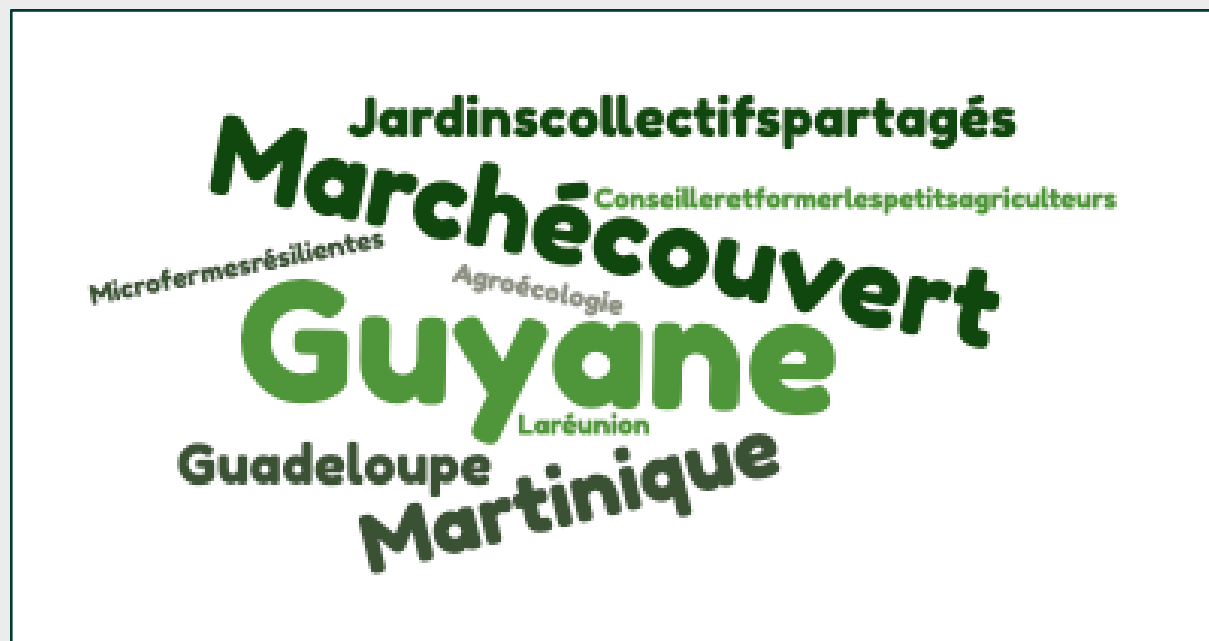 Jardinscollectifspartagés
Marchécouvert
Conseilleretformerlespetitsagriculteurs
Microfermesrésilientes
Agroécologie
Guyane
Laréunion
Guadeloupe
Martinique